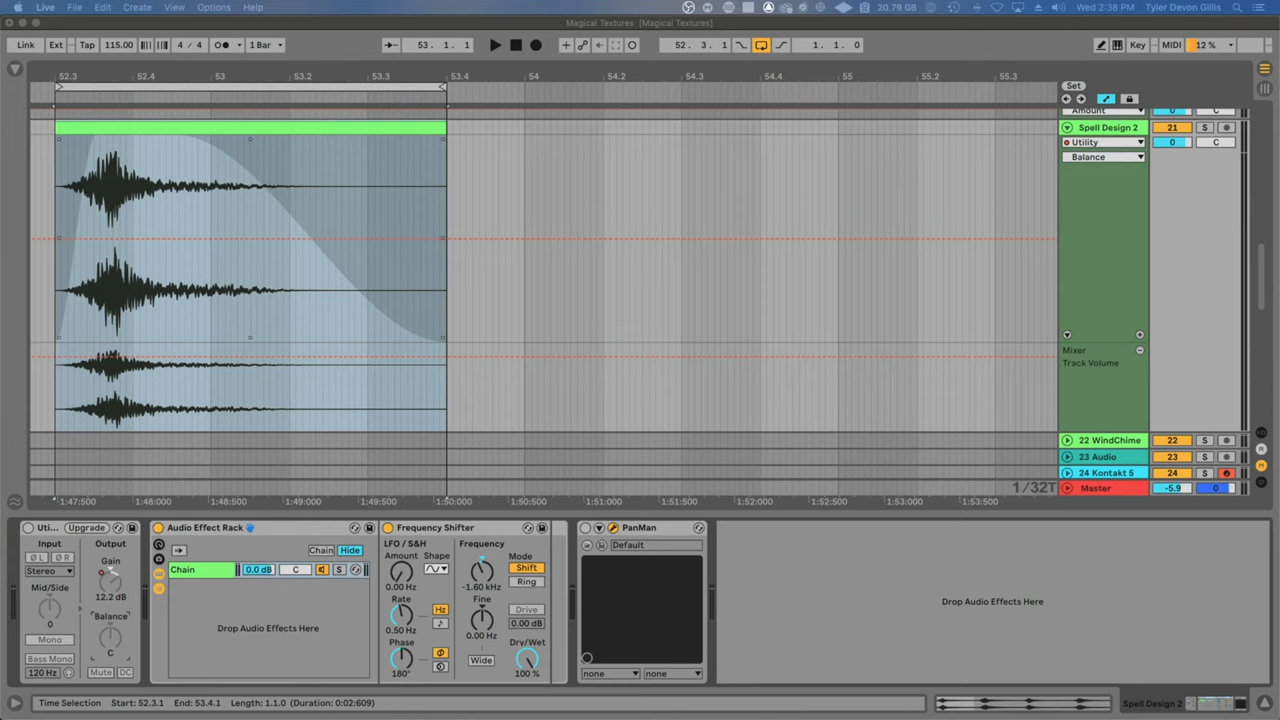 Live File Edit Create View Options Help 20.79 GB Wed 2:38 PM Tyler Devon Gillis
Magical Textures [Magical Textures]
Link Ext Tap 115.00 4 / 4 1 Bar 53. 1. 1 52. 3. 1 1. 1. 0 Key MIDI 12 %
52.3 52.4 53 53.2 53.3 53.4 54 54.2 54.3 54.4 55 55.2 55.3 Set
Amount 0 C
Spell Design 2 21 S
Utility 0 C
Balance
Mixer
Track Volume
22 WindChime 22 S
23 Audio 23 S
24 Kontakt 5 24 S
1/32T Master -5.9 0
1:47:500 1:48:000 1:48:500 1:49:000 1:49:500 1:50:000 1:50:500 1:51:000 1:51:500 1:52:000 1:52:500 1:53:000 1:53:500
Uti... Upgrade Audio Effect Rack Frequency Shifter PanMan
Input Output LFO / S&H Frequency Default
Ø L Ø R Gain Chain Hide Amount Shape Mode
Stereo Chain 0.0 dB C S Shift
Mid/Side 12.2 dB 0.00 Hz -1.60 kHz Ring
0 Balance Rate Hz Fine Drive
Mono Drop Audio Effects Here 0.50 Hz 0.00 Hz 0.00 dB
Bass Mono C Phase Wide Dry/Wet
120 Hz Mute DC 180° 100 % none none
Drop Audio Effects Here
Time Selection Start: 52.3.1 End: 53.4.1 Length: 1.1.0 (Duration: 0:02:609) Spell Design 2